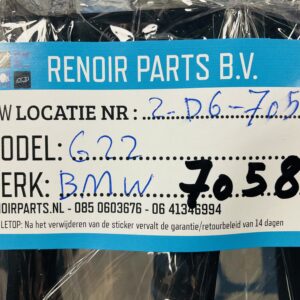 RENOIR PARTS B.V.
W LOCATIE NR : 2-D6-705
ODEL: G22
ERK: BMW 7058
OIRPARTS.NL - 085 0603676 - 06 41346994
LETOP: Na het verwijderen van de sticker vervalt de garantie/retourbeleid van 14 dagen